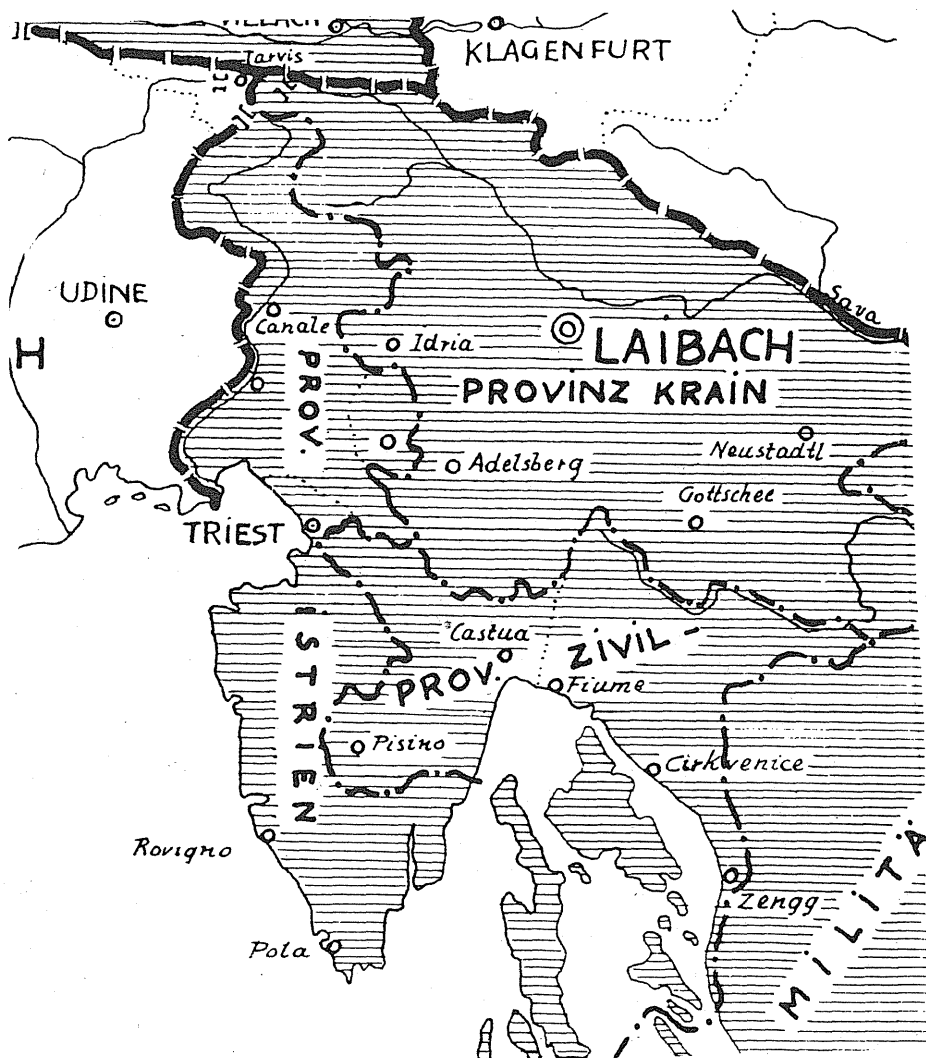 VILLACH
KLAGENFURT
Tarvis
UDINE
Sava
Canale
Idria
LAIBACH
H
PROV.
PROVINZ KRAIN
Neustadtl
Adelsberg
Gottschee
TRIEST
ISTRIEN
Castua
ZIVIL -
PROV.
Fiume
Pisino
Cirkvenice
Rovigno
Zengg
MILITÄ
Pola